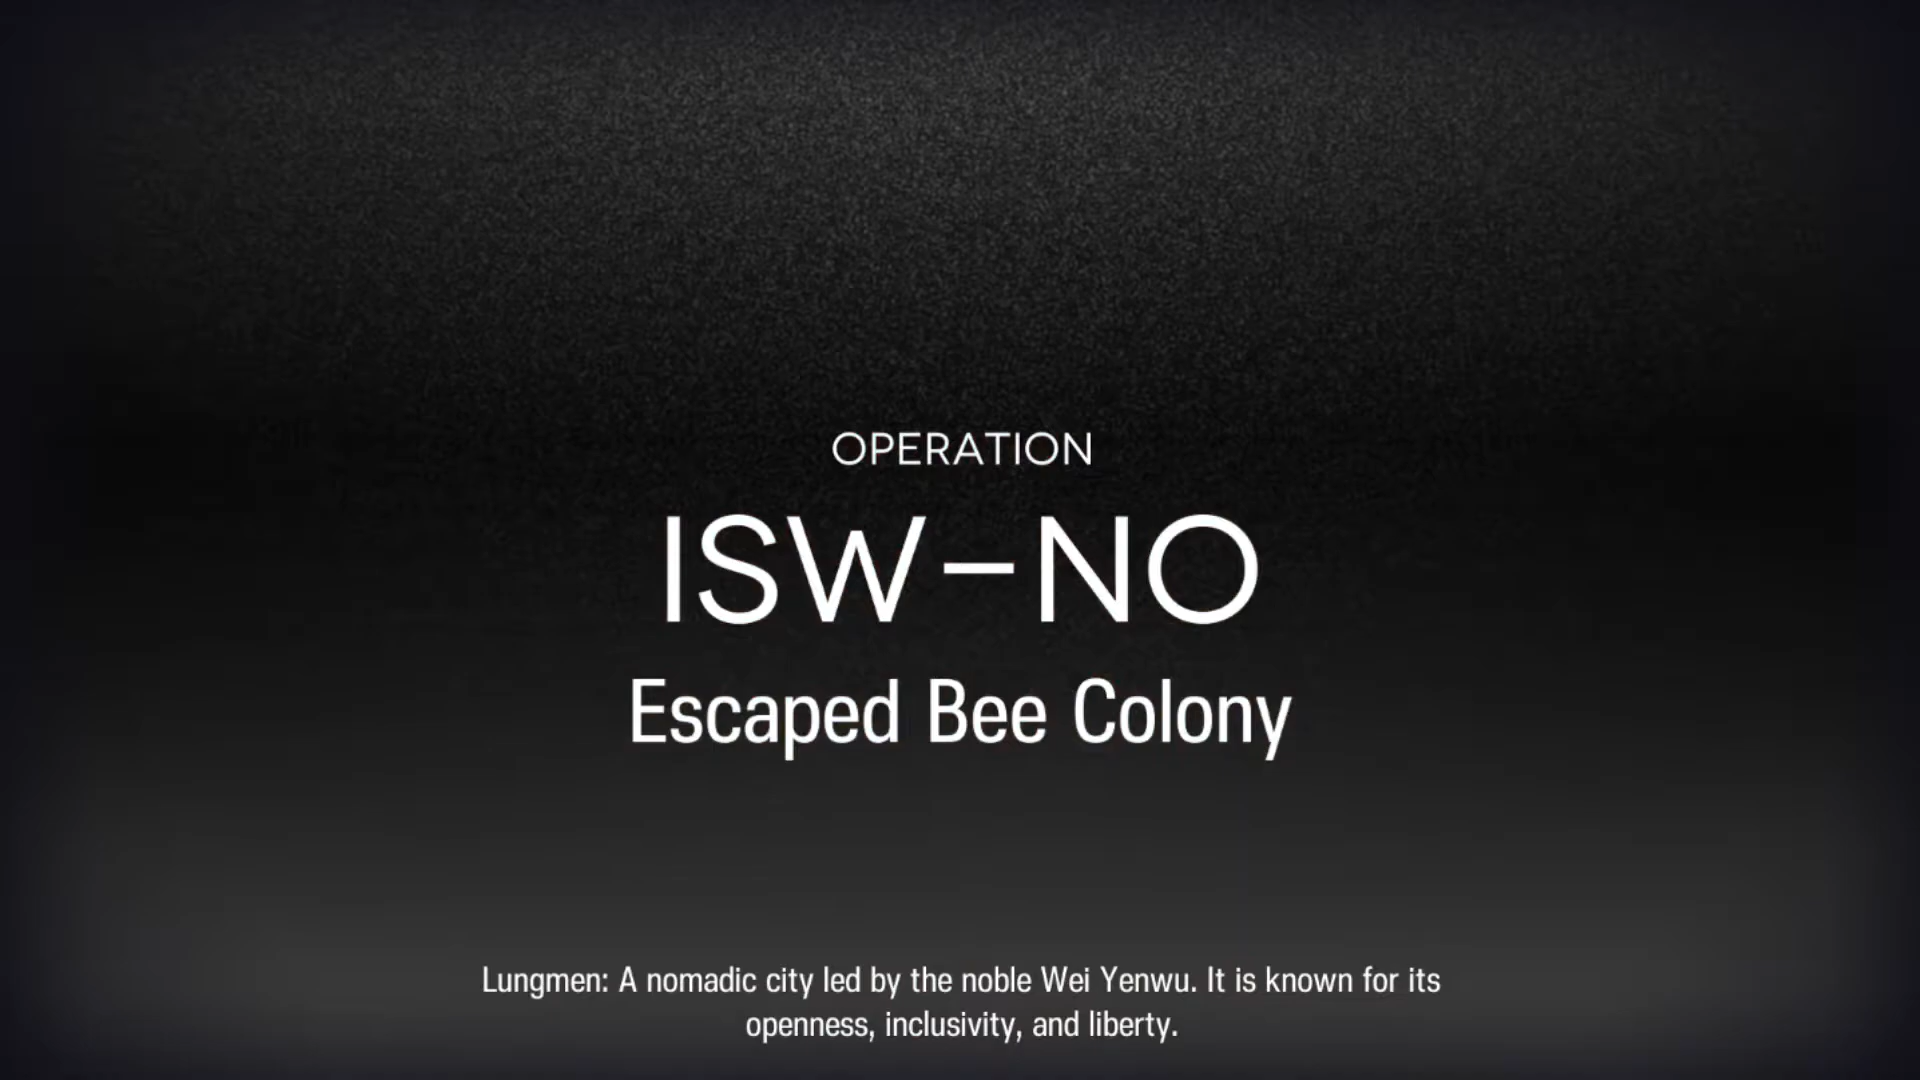 OPERATION
ISW-NO
Escaped Bee Colony
Lungmen: A nomadic city led by the noble Wei Yenwu. It is known for its
openness, inclusivity, and liberty.